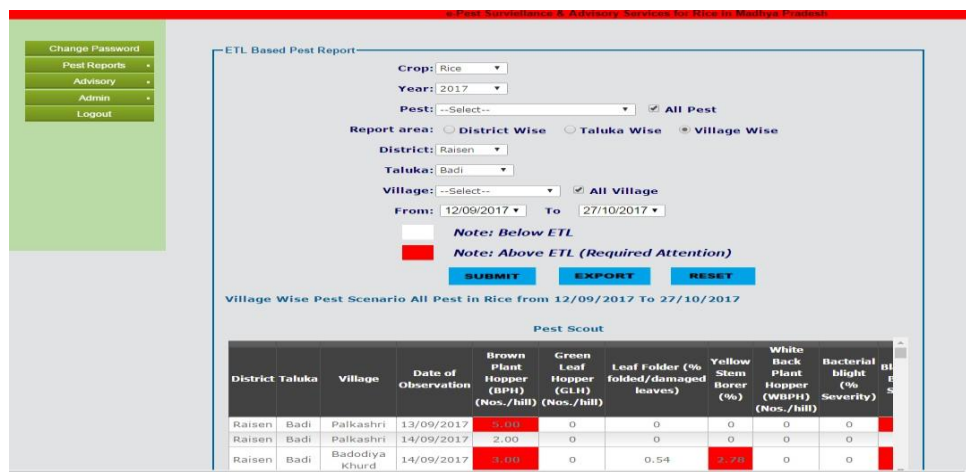 e-Pest Surviellance & Advisory Services for Rice in Madhya Pradesh
Change Password
Pest Reports
Advisory
Admin
Logout
ETL Based Pest Report
Crop: Rice
Year: 2017
Pest: --Select-- All Pest
Report area: District Wise Taluka Wise Village Wise
District: Raisen
Taluka: Badi
Village: --Select-- All Village
From: 12/09/2017 To 27/10/2017
Note: Below ETL
Note: Above ETL (Required Attention)
SUBMIT EXPORT RESET
Village Wise Pest Scenario All Pest in Rice from 12/09/2017 To 27/10/2017
Pest Scout
District Taluka Village Date of Observation Brown Plant Hopper (BPH) (Nos./hill) Green Leaf Hopper (GLH) (Nos./hill) Leaf Folder (% folded/damaged leaves) Yellow Stem Borer (%) White Back Plant Hopper (WBPH) (Nos./hill) Bacterial blight (% Severity)
Raisen Badi Palkashri 13/09/2017 5.00 0 0 0 0 0
Raisen Badi Palkashri 14/09/2017 2.00 0 0 0 0 0
Raisen Badi Badodiya Khurd 14/09/2017 3.00 0 0.54 2.78 0 0